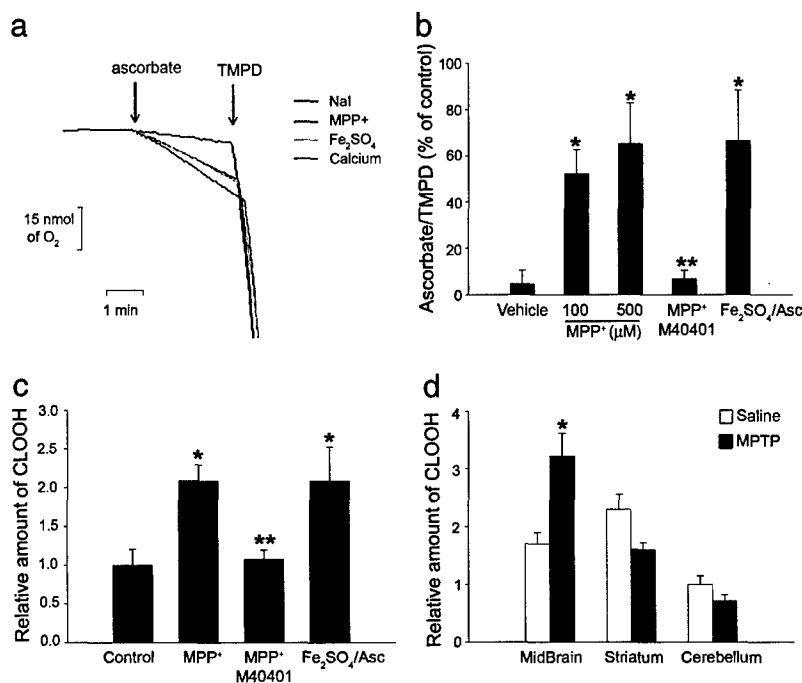 a
ascorbate TMPD
NaI
MPP+
Fe₂SO₄
Calcium
15 nmol
of O₂
1 min
b
Ascorbate/TMPD (% of control)
100
80
60
40
20
0
* * ** *
Vehicle 100 500 MPP⁺ Fe₂SO₄/Asc
MPP⁺ (μM) M40401
c
Relative amount of CLOOH
3.0
2.5
2.0
1.5
1.0
0.5
0.0
* ** *
Control MPP⁺ MPP⁺ Fe₂SO₄/Asc
M40401
d
Relative amount of CLOOH
4
3
2
1
0
*
Saline
MPTP
MidBrain Striatum Cerebellum